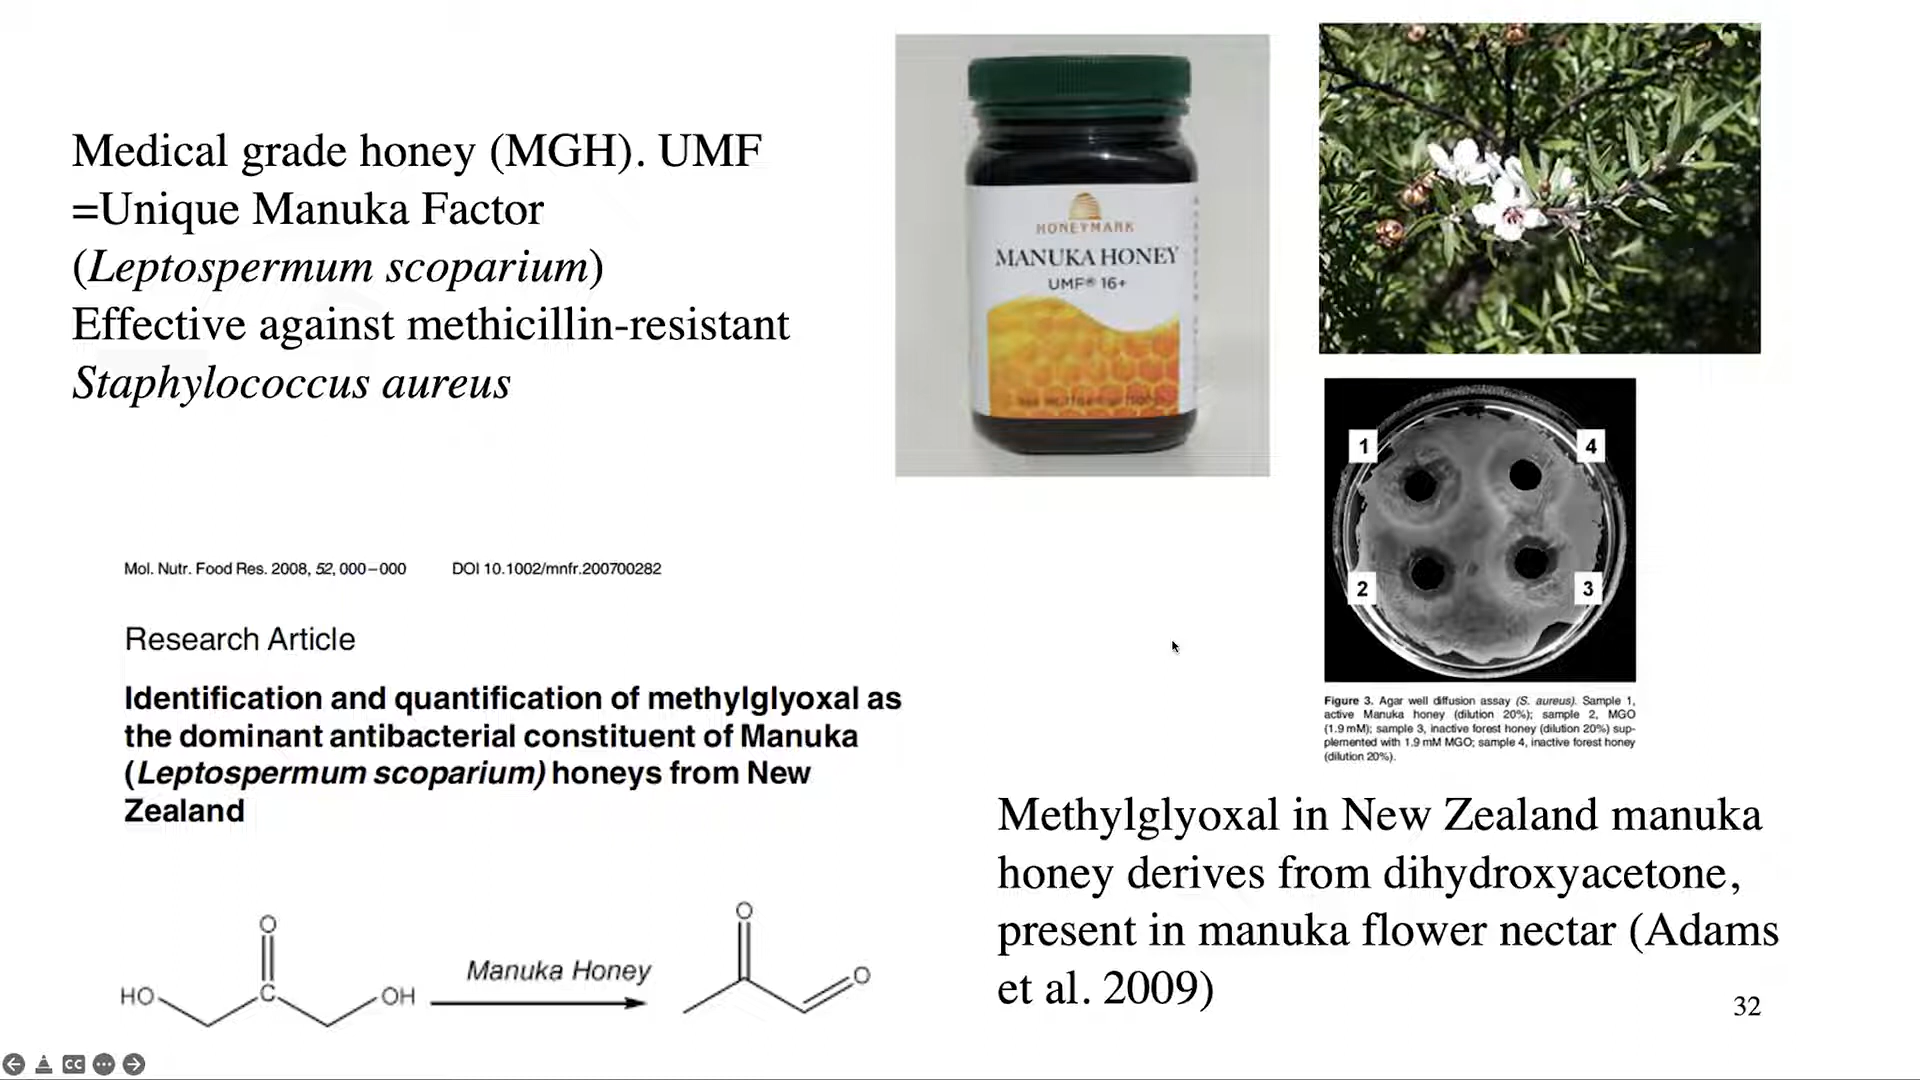 Medical grade honey (MGH). UMF
=Unique Manuka Factor
(Leptospermum scoparium)
Effective against methicillin-resistant
Staphylococcus aureus
HONEYMARK
MANUKA HONEY
UMF® 16+
1
4
2
3
Figure 3. Agar well diffusion assay (S. aureus). Sample 1,
active Manuka honey (dilution 20%); sample 2, MGO
(1.9 mM); sample 3, inactive forest honey (dilution 20%) sup-
plemented with 1.9 mM MGO; sample 4, inactive forest honey
(dilution 20%).
Mol. Nutr. Food Res. 2008, 52, 000–000 DOI 10.1002/mnfr.200700282
Research Article
Identification and quantification of methylglyoxal as
the dominant antibacterial constituent of Manuka
(Leptospermum scoparium) honeys from New
Zealand
O
HO
C
OH
Manuka Honey
O
O
Methylglyoxal in New Zealand manuka
honey derives from dihydroxyacetone,
present in manuka flower nectar (Adams
et al. 2009)
32
CC